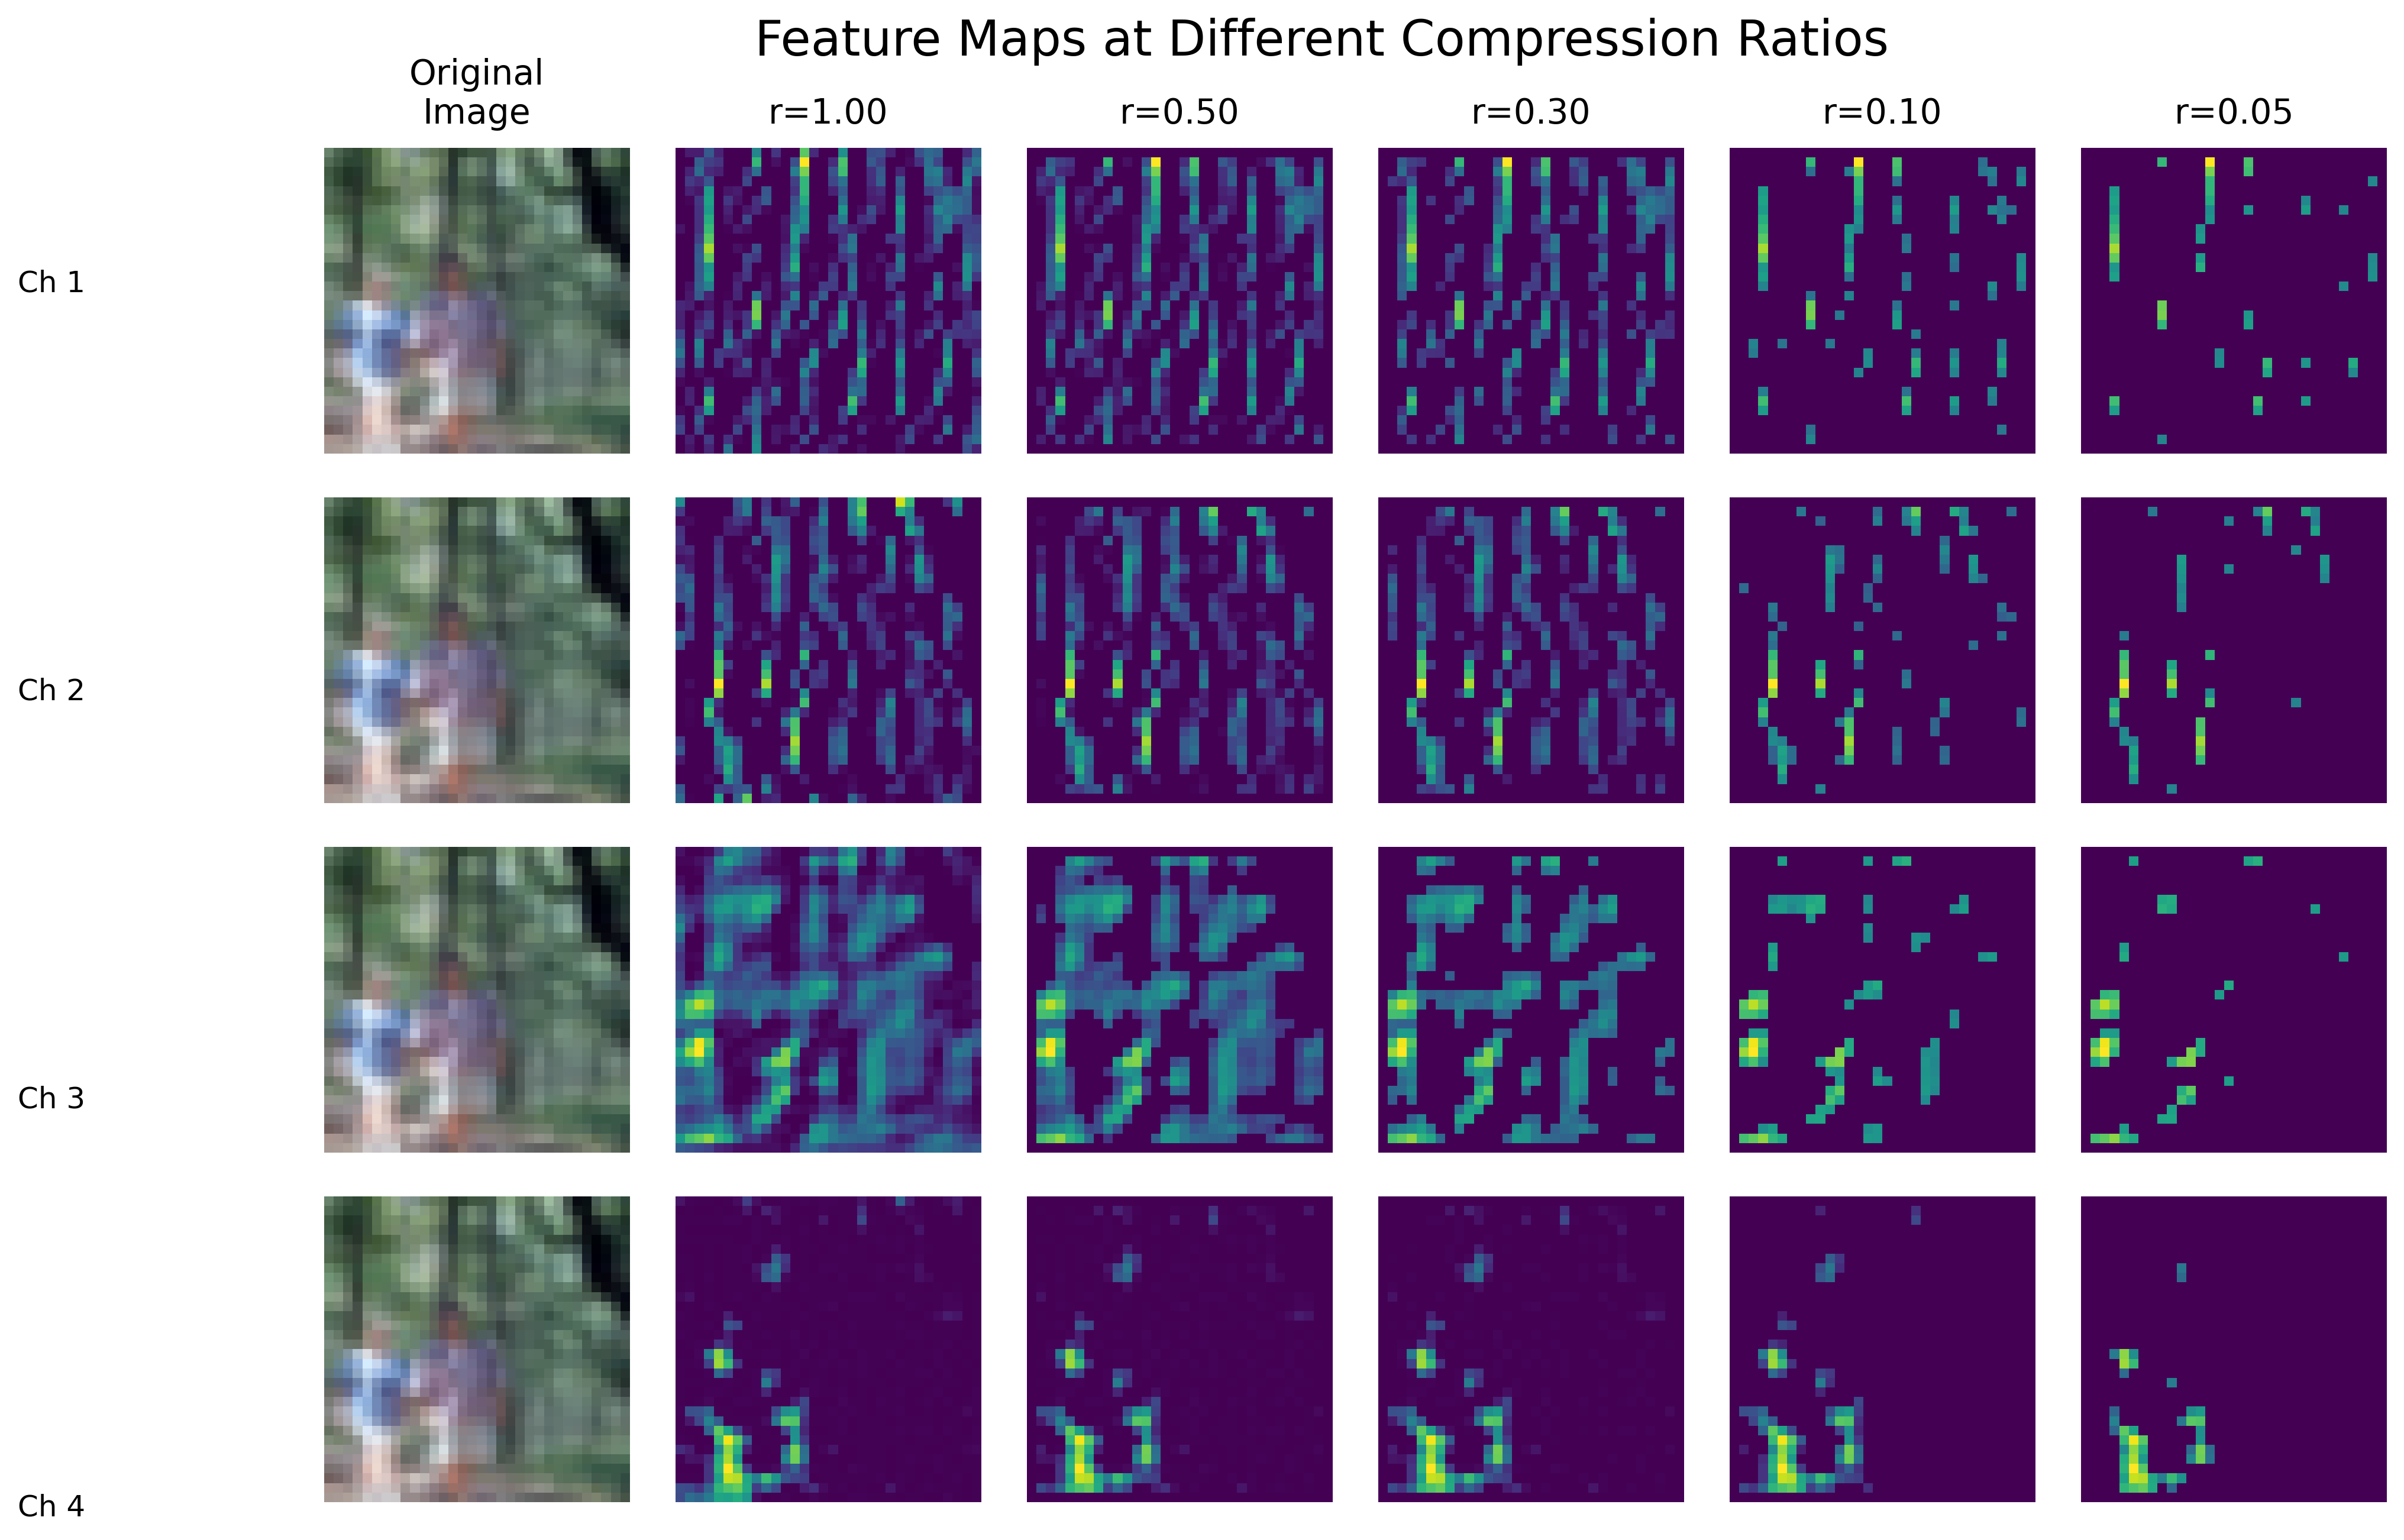 Feature Maps at Different Compression Ratios
Original
Image
r=1.00
r=0.50
r=0.30
r=0.10
r=0.05
Ch 1
Ch 2
Ch 3
Ch 4